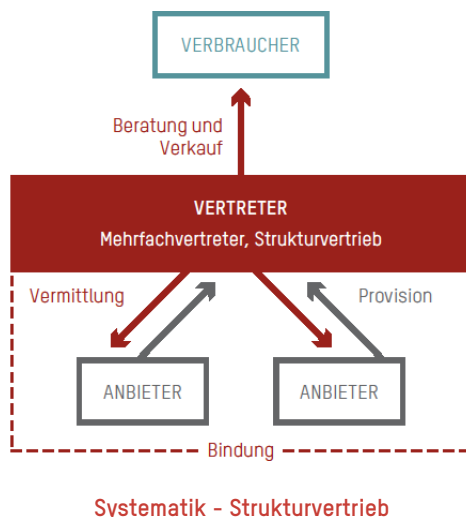 VERBRAUCHER
Beratung und
Verkauf
VERTRETER
Mehrfachvertreter, Strukturvertrieb
Vermittlung
Provision
ANBIETER
ANBIETER
Bindung
Systematik - Strukturvertrieb